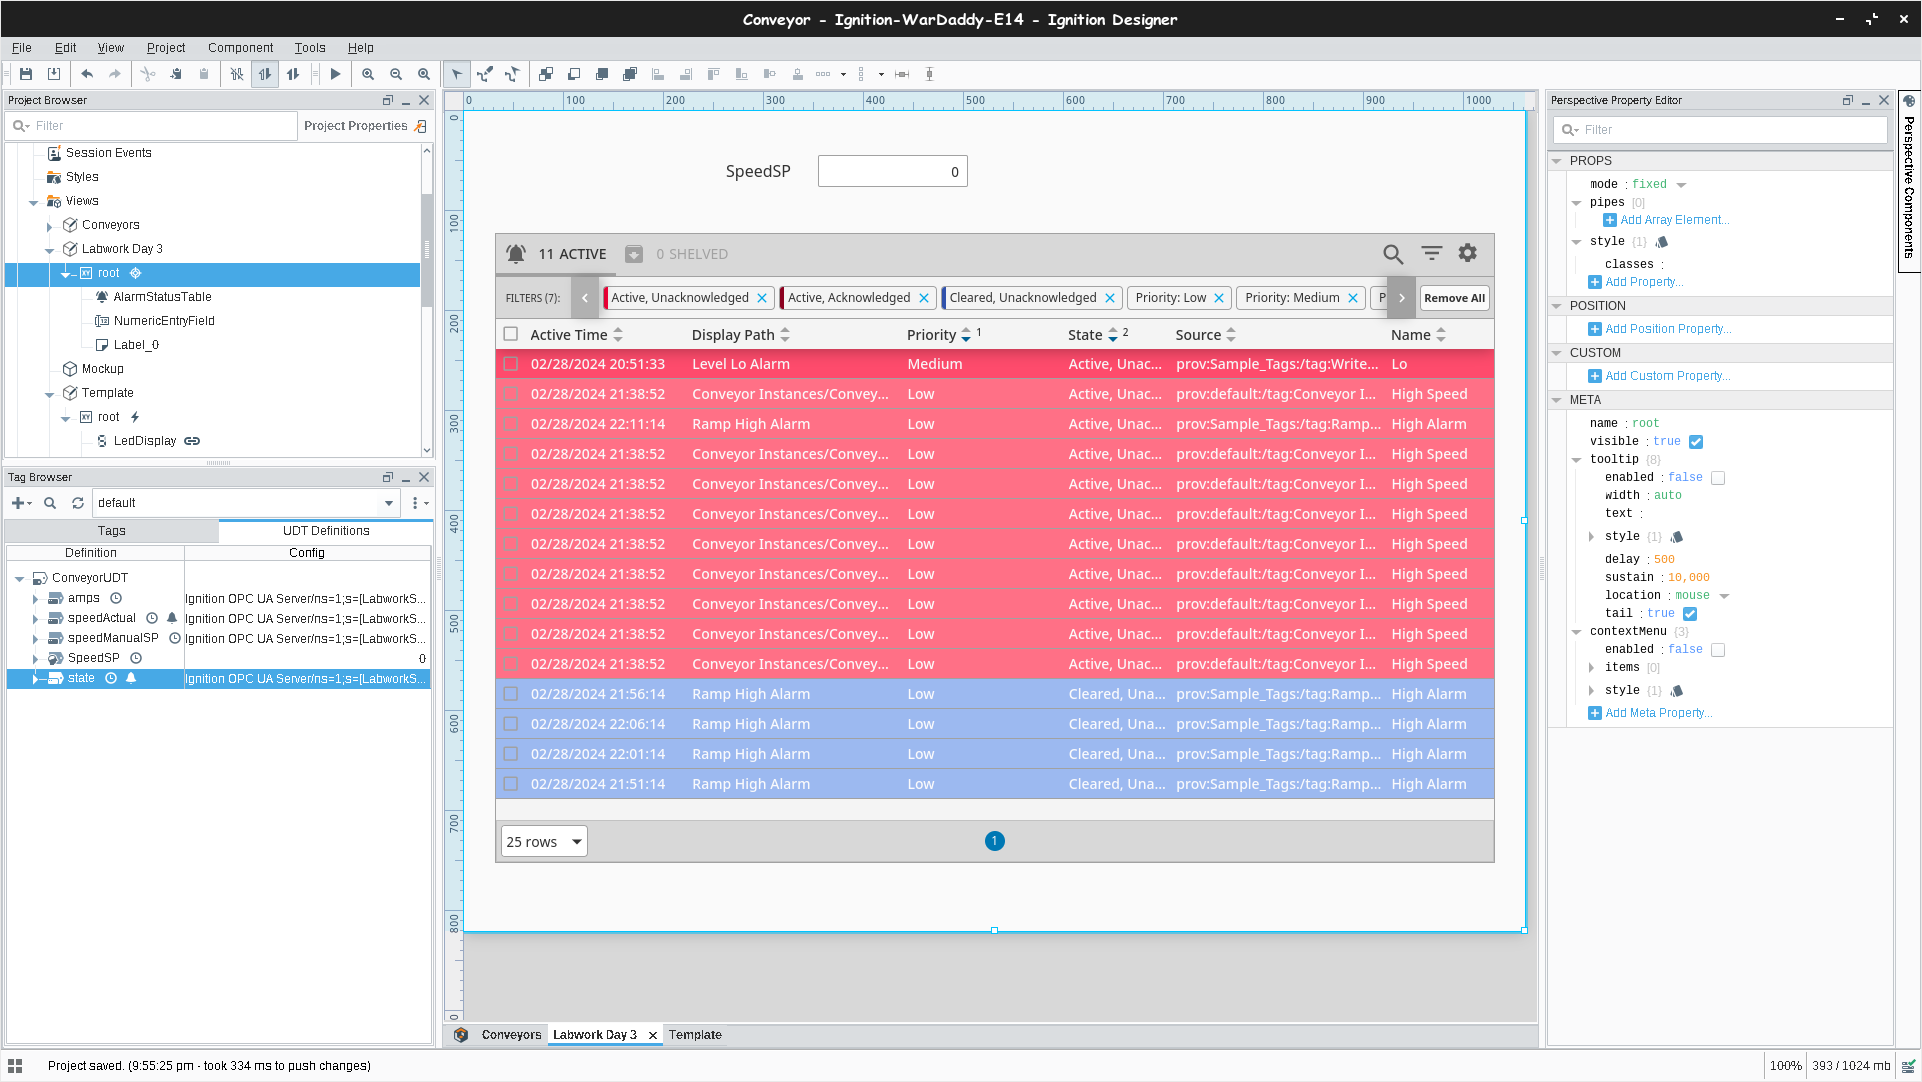 Conveyor - Ignition-WarDaddy-E14 - Ignition Designer
File Edit View Project Component Tools Help
Project Browser
Filter
Project Properties
Session Events
Styles
Views
Conveyors
Labwork Day 3
root
AlarmStatusTable
NumericEntryField
Label_0
Mockup
Template
root
LedDisplay
Tag Browser
default
Tags UDT Definitions
Definition Config
ConveyorUDT
amps Ignition OPC UA Server/ns=1;s=[LabworkS...
speedActual Ignition OPC UA Server/ns=1;s=[LabworkS...
speedManualSP Ignition OPC UA Server/ns=1;s=[LabworkS...
SpeedSP 0
state Ignition OPC UA Server/ns=1;s=[LabworkS...
0 100 200 300 400 500 600 700 800 900 1000
0
100
200
300
400
500
600
700
800
SpeedSP 0
11 ACTIVE 0 SHELVED
FILTERS (7): Active, Unacknowledged Active, Acknowledged Cleared, Unacknowledged Priority: Low Priority: Medium P Remove All
Active Time Display Path Priority 1 State 2 Source Name
02/28/2024 20:51:33 Level Lo Alarm Medium Active, Unac... prov:Sample_Tags:/tag:Write... Lo
02/28/2024 21:38:52 Conveyor Instances/Convey... Low Active, Unac... prov:default:/tag:Conveyor I... High Speed
02/28/2024 22:11:14 Ramp High Alarm Low Active, Unac... prov:Sample_Tags:/tag:Ramp... High Alarm
02/28/2024 21:38:52 Conveyor Instances/Convey... Low Active, Unac... prov:default:/tag:Conveyor I... High Speed
02/28/2024 21:38:52 Conveyor Instances/Convey... Low Active, Unac... prov:default:/tag:Conveyor I... High Speed
02/28/2024 21:38:52 Conveyor Instances/Convey... Low Active, Unac... prov:default:/tag:Conveyor I... High Speed
02/28/2024 21:38:52 Conveyor Instances/Convey... Low Active, Unac... prov:default:/tag:Conveyor I... High Speed
02/28/2024 21:38:52 Conveyor Instances/Convey... Low Active, Unac... prov:default:/tag:Conveyor I... High Speed
02/28/2024 21:38:52 Conveyor Instances/Convey... Low Active, Unac... prov:default:/tag:Conveyor I... High Speed
02/28/2024 21:38:52 Conveyor Instances/Convey... Low Active, Unac... prov:default:/tag:Conveyor I... High Speed
02/28/2024 21:38:52 Conveyor Instances/Convey... Low Active, Unac... prov:default:/tag:Conveyor I... High Speed
02/28/2024 21:56:14 Ramp High Alarm Low Cleared, Una... prov:Sample_Tags:/tag:Ramp... High Alarm
02/28/2024 22:06:14 Ramp High Alarm Low Cleared, Una... prov:Sample_Tags:/tag:Ramp... High Alarm
02/28/2024 22:01:14 Ramp High Alarm Low Cleared, Una... prov:Sample_Tags:/tag:Ramp... High Alarm
02/28/2024 21:51:14 Ramp High Alarm Low Cleared, Una... prov:Sample_Tags:/tag:Ramp... High Alarm
25 rows 1
Conveyors Labwork Day 3 Template
Perspective Property Editor
Filter
PROPS
mode : fixed
pipes [0]
Add Array Element...
style {1}
classes :
Add Property...
POSITION
Add Position Property...
CUSTOM
Add Custom Property...
META
name : root
visible : true
tooltip {8}
enabled : false
width : auto
text :
style {1}
delay : 500
sustain : 10,000
location : mouse
tail : true
contextMenu {3}
enabled : false
items [0]
style {1}
Add Meta Property...
Perspective Components
Project saved. (9:55:25 pm - took 334 ms to push changes)
100% 393 / 1024 mb